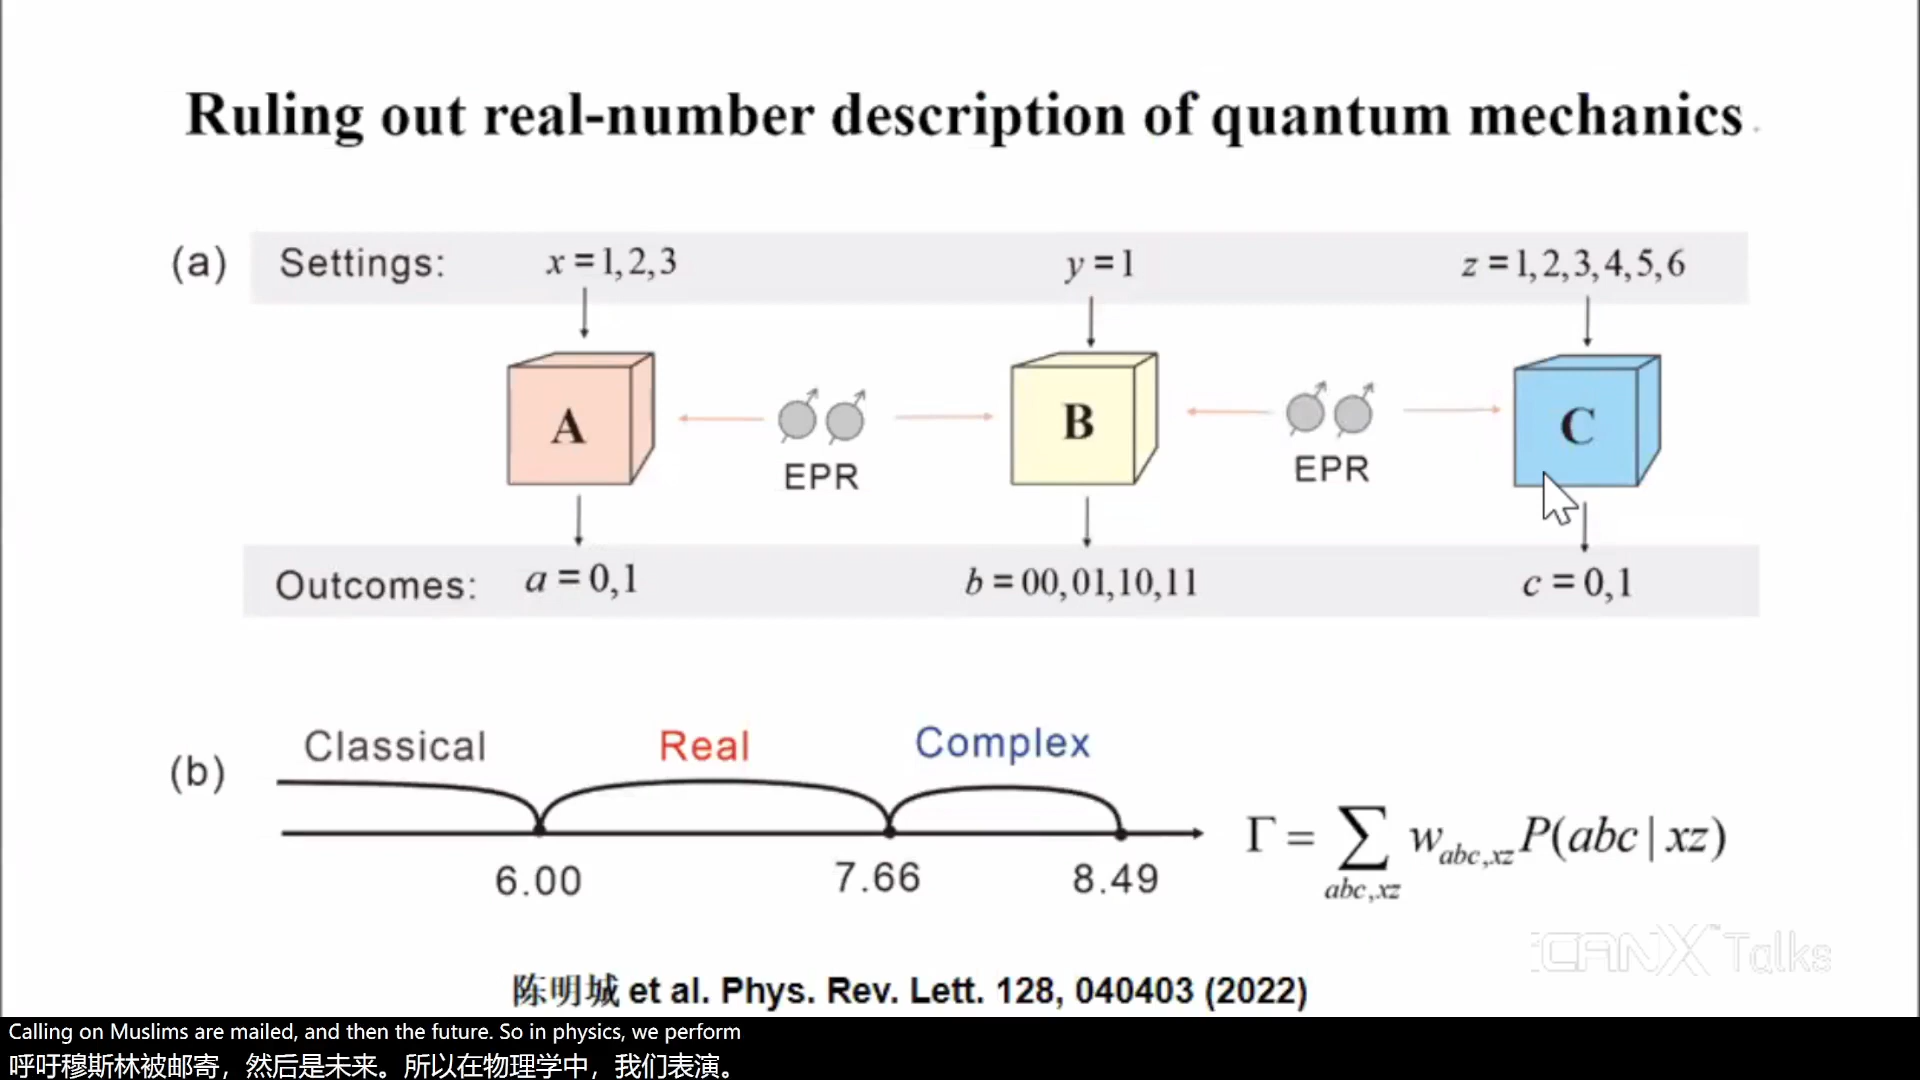 Ruling out real-number description of quantum mechanics
(a) Settings: x = 1, 2, 3 y = 1 z = 1, 2, 3, 4, 5, 6
A B C
EPR EPR
Outcomes: a = 0, 1 b = 00, 01, 10, 11 c = 0, 1
Classical Real Complex
(b)
6.00 7.66 8.49
Γ = ∑_{abc,xz} w_{abc,xz} P(abc | xz)
iCANX™ Talks
陈明城 et al. Phys. Rev. Lett. 128, 040403 (2022)
Calling on Muslims are mailed, and then the future. So in physics, we perform
呼吁穆斯林被邮寄，然后是未来。所以在物理学中，我们表演。